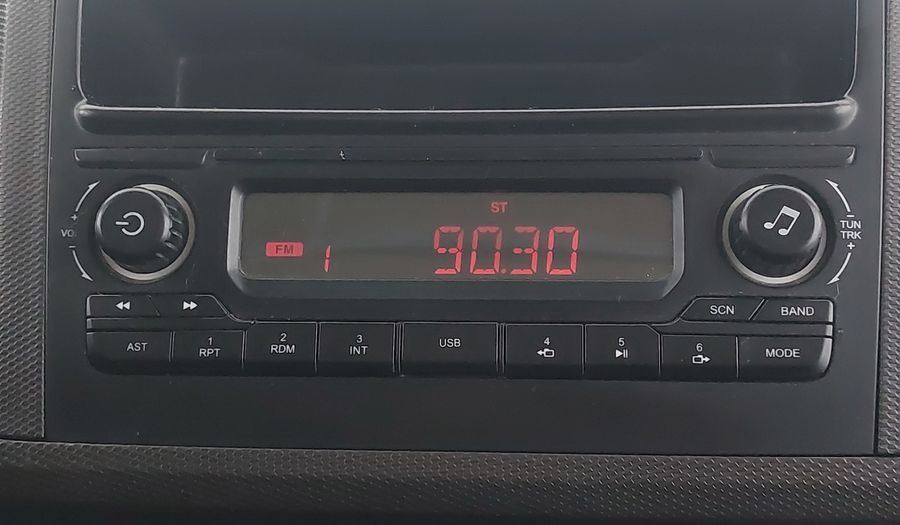 ST
FM 1 90.30
+
VOL
-
-
TUN
TRK
+
SCN
BAND
AST
1
RPT
2
RDM
3
INT
USB
4
5
6
MODE